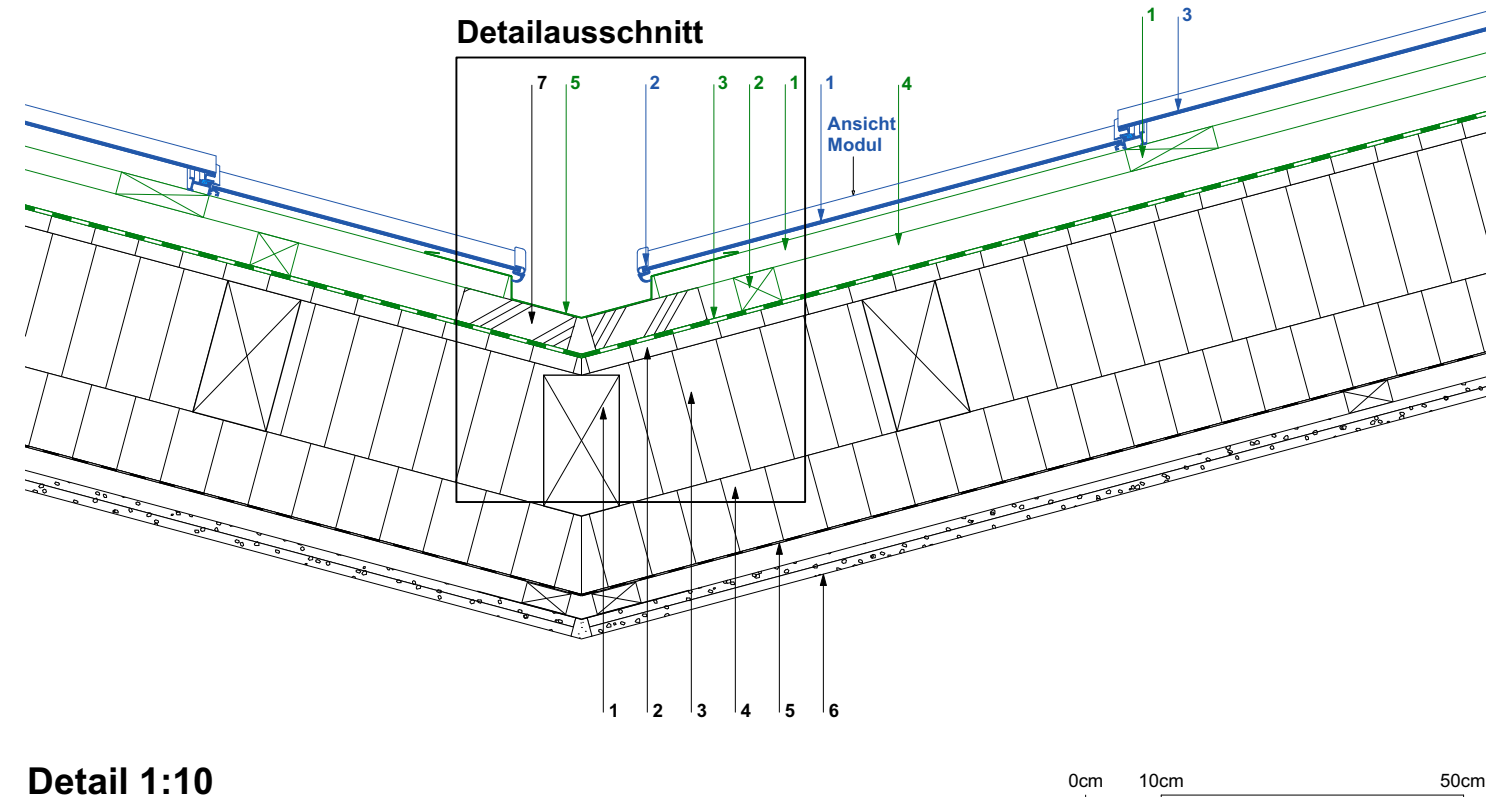 1 3
Detailausschnitt
7 5 2 3 2 1 1 4
Ansicht
Modul
1 2 3 4 5 6
Detail 1:10
0cm 10cm 50cm